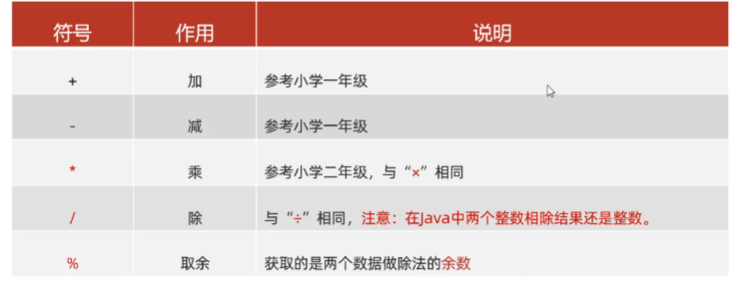 符号 作用 说明
+ 加 参考小学一年级
- 减 参考小学一年级
* 乘 参考小学二年级，与“×”相同
/ 除 与“÷”相同，注意：在Java中两个整数相除结果还是整数。
% 取余 获取的是两个数据做除法的余数